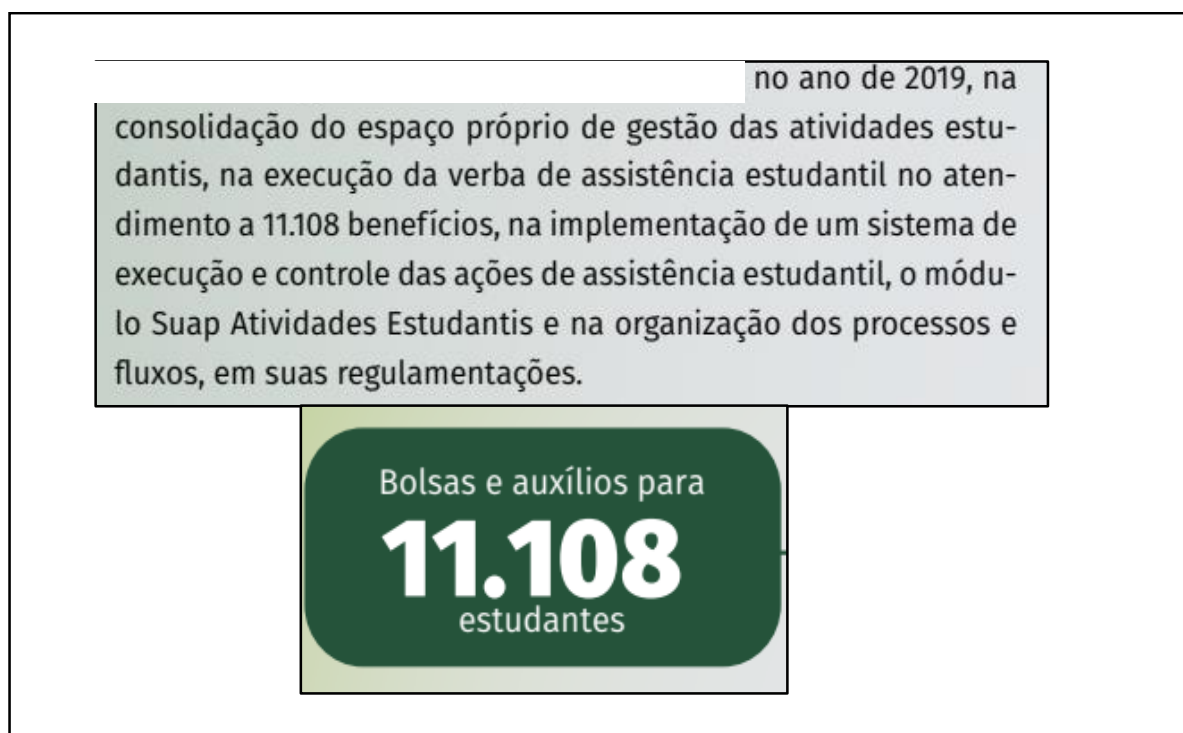 no ano de 2019, na
consolidação do espaço próprio de gestão das atividades estu-
dantis, na execução da verba de assistência estudantil no aten-
dimento a 11.108 benefícios, na implementação de um sistema de
execução e controle das ações de assistência estudantil, o módu-
lo Suap Atividades Estudantis e na organização dos processos e
fluxos, em suas regulamentações.
Bolsas e auxílios para
11.108
estudantes